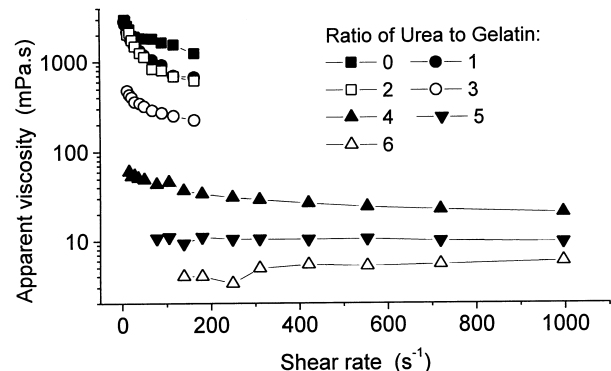 Ratio of Urea to Gelatin:
0 1
2 3
4 5
6
1000
100
10
0 200 400 600 800 1000
Apparent viscosity (mPa.s)
Shear rate (s⁻¹)